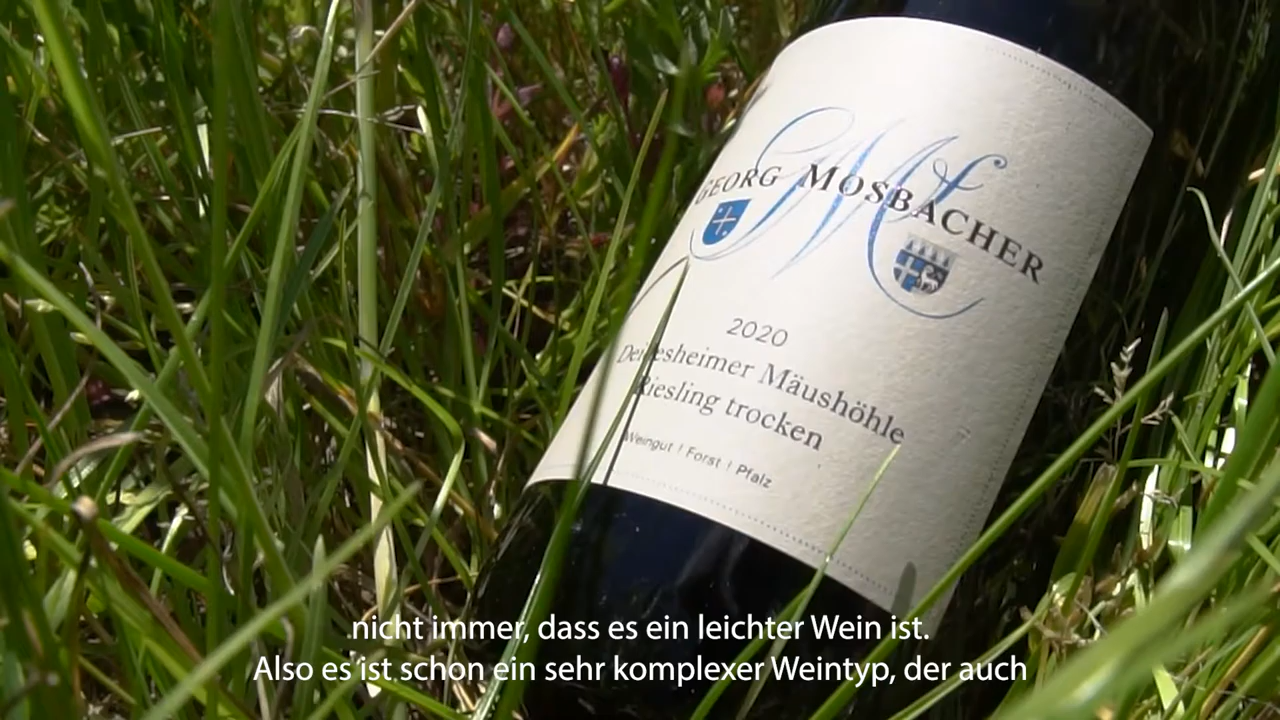 GEORG MOSBACHER
2020
Deidesheimer Mäushöhle
Riesling trocken
Weingut | Forst | Pfalz
nicht immer, dass es ein leichter Wein ist.
Also es ist schon ein sehr komplexer Weintyp, der auch